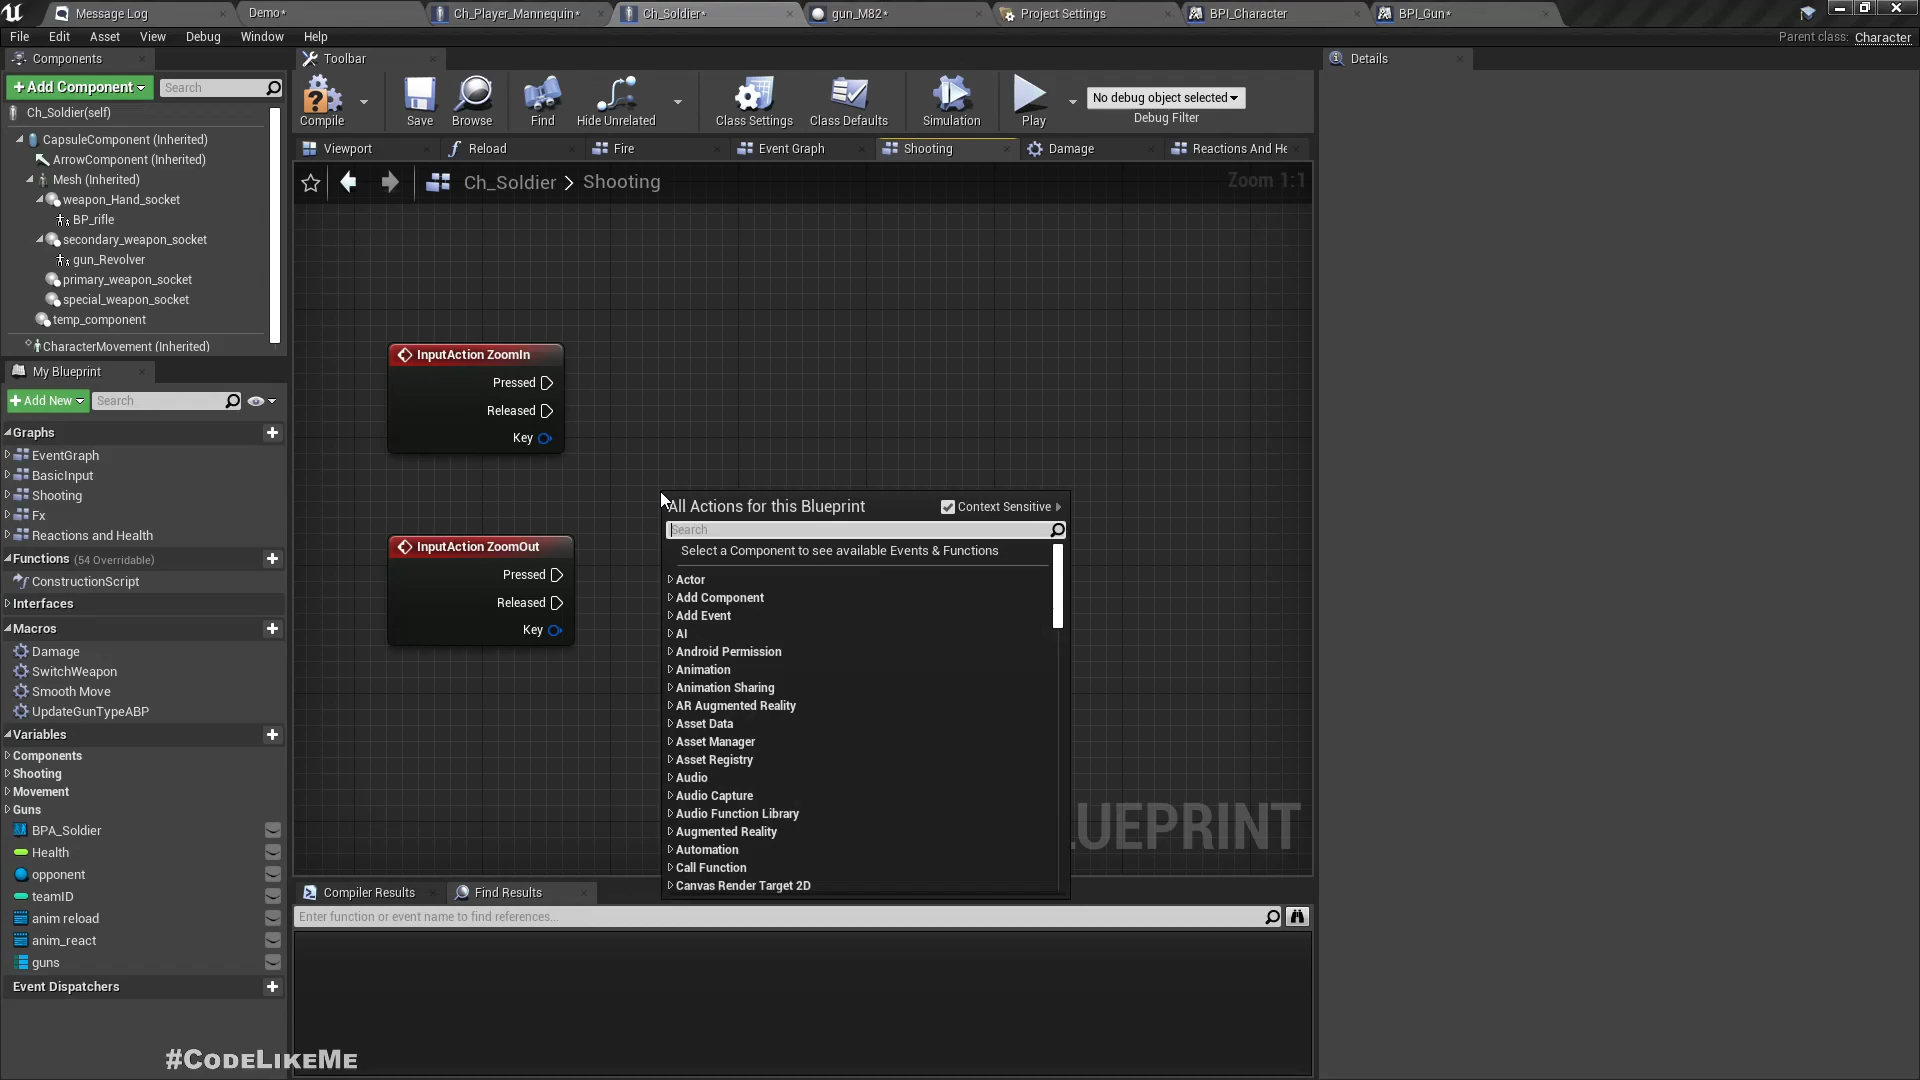 Message Log
Demo*
Ch_Player_Mannequin*
Ch_Soldier*
gun_M82*
Project Settings
BPI_Character
BPI_Gun*
File Edit Asset View Debug Window Help
Parent class: Character
Components
Toolbar
Details
+Add Component
Search
Compile
Save
Browse
Find
Hide Unrelated
Class Settings
Class Defaults
Simulation
Play
No debug object selected
Debug Filter
Ch_Soldier(self)
CapsuleComponent (Inherited)
ArrowComponent (Inherited)
Mesh (Inherited)
weapon_Hand_socket
BP_rifle
secondary_weapon_socket
gun_Revolver
primary_weapon_socket
special_weapon_socket
temp_component
CharacterMovement (Inherited)
Viewport
Reload
Fire
Event Graph
Shooting
Damage
Reactions And He
Ch_Soldier > Shooting
Zoom 1:1
InputAction ZoomIn
Pressed
Released
Key
InputAction ZoomOut
Pressed
Released
Key
My Blueprint
+Add New
Search
Graphs
EventGraph
BasicInput
Shooting
Fx
Reactions and Health
Functions (54 Overridable)
ConstructionScript
Interfaces
Macros
Damage
SwitchWeapon
Smooth Move
UpdateGunTypeABP
Variables
Components
Shooting
Movement
Guns
BPA_Soldier
Health
opponent
teamID
anim reload
anim_react
guns
Event Dispatchers
All Actions for this Blueprint
Context Sensitive
Search
Select a Component to see available Events & Functions
Actor
Add Component
Add Event
AI
Android Permission
Animation
Animation Sharing
AR Augmented Reality
Asset Data
Asset Manager
Asset Registry
Audio
Audio Capture
Audio Function Library
Augmented Reality
Automation
Call Function
Canvas Render Target 2D
LUEPRINT
Compiler Results
Find Results
Enter function or event name to find references...
#CodeLikeMe